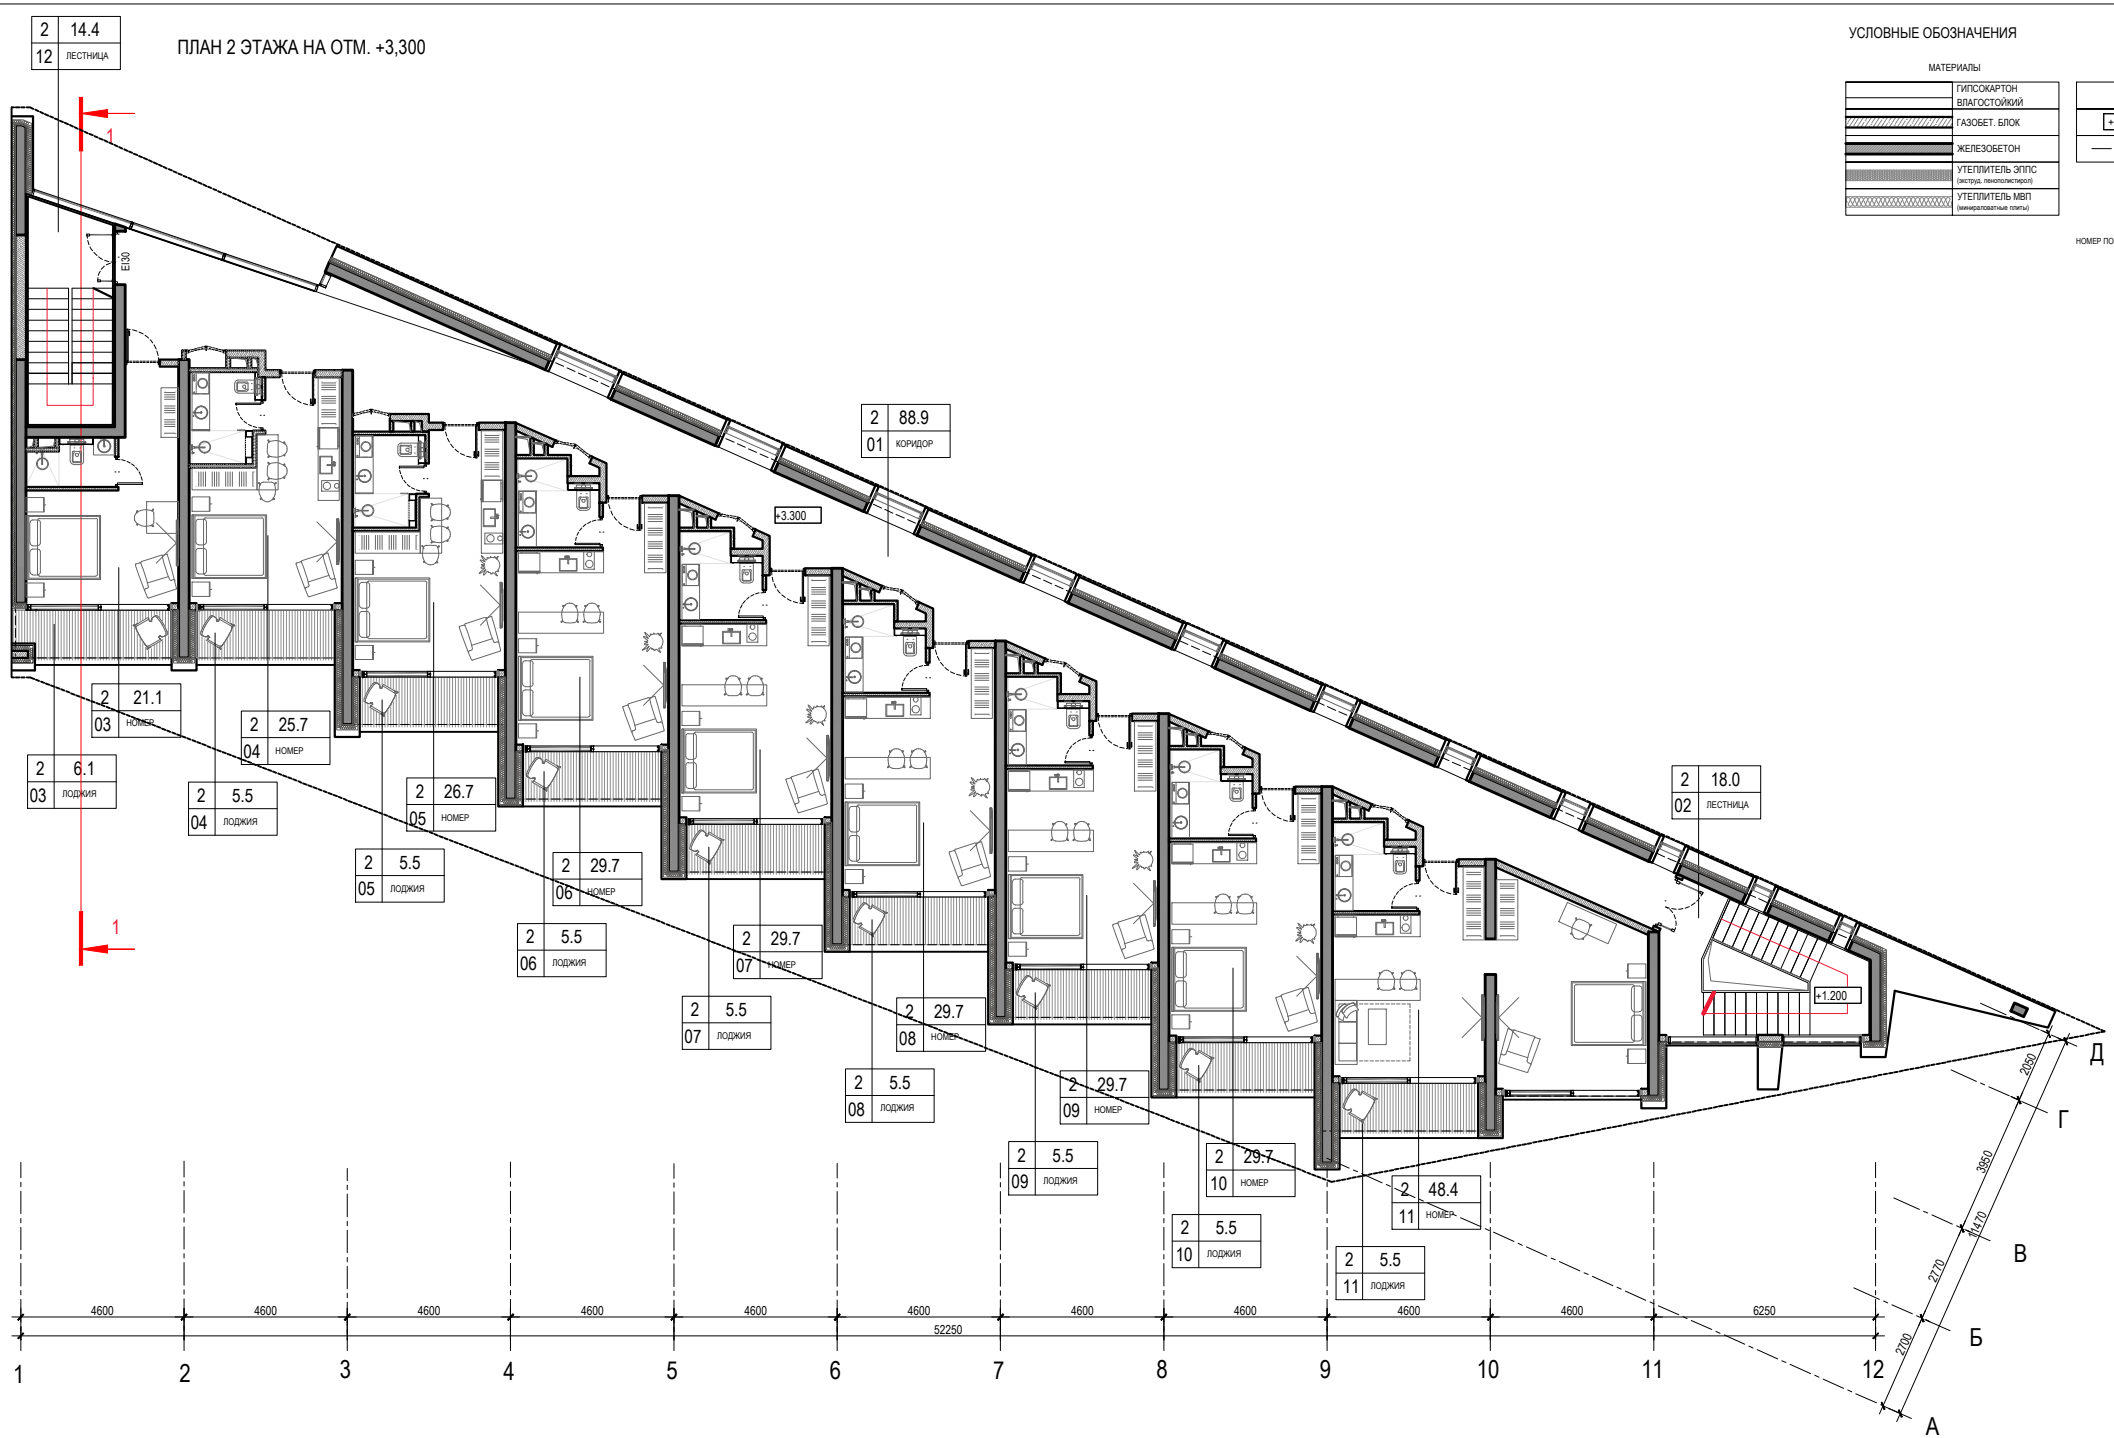 ПЛАН 2 ЭТАЖА НА ОТМ. +3,300
УСЛОВНЫЕ ОБОЗНАЧЕНИЯ
МАТЕРИАЛЫ
ГИПСОКАРТОН
ВЛАГОСТОЙКИЙ
ГАЗОБЕТ. БЛОК
ЖЕЛЕЗОБЕТОН
УТЕПЛИТЕЛЬ ЭППС
(экструд. пенополистирол)
УТЕПЛИТЕЛЬ МВП
(минераловатные плиты)
+
НОМЕР ПО
2 14.4
12 ЛЕСТНИЦА
1
EI30
2 88.9
01 КОРИДОР
+3.300
2 18.0
02 ЛЕСТНИЦА
+1.200
2 21.1
03 НОМЕР
2 25.7
04 НОМЕР
2 6.1
03 ЛОДЖИЯ
2 5.5
04 ЛОДЖИЯ
2 26.7
05 НОМЕР
2 5.5
05 ЛОДЖИЯ
2 29.7
06 НОМЕР
2 5.5
06 ЛОДЖИЯ
2 29.7
07 НОМЕР
2 5.5
07 ЛОДЖИЯ
2 29.7
08 НОМЕР
2 5.5
08 ЛОДЖИЯ
2 29.7
09 НОМЕР
2 5.5
09 ЛОДЖИЯ
2 29.7
10 НОМЕР
2 5.5
10 ЛОДЖИЯ
2 48.4
11 НОМЕР
2 5.5
11 ЛОДЖИЯ
1
4600 4600 4600 4600 4600 4600 4600 4600 4600 4600 6250
52250
1 2 3 4 5 6 7 8 9 10 11 12
2050
3950
11470
2770
2700
Д
Г
В
Б
А